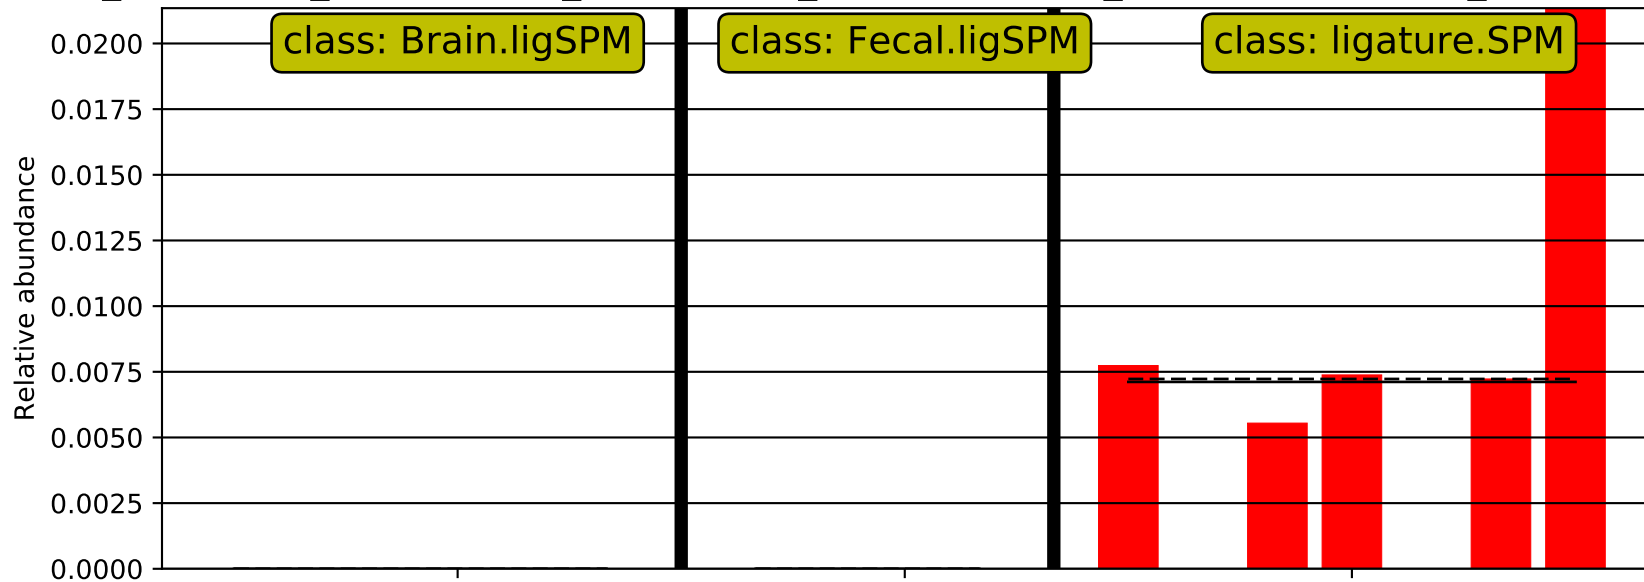 class: Brain.ligSPM
class: Fecal.ligSPM
class: ligature.SPM
0.0200
0.0175
0.0150
0.0125
0.0100
0.0075
0.0050
0.0025
0.0000
Relative abundance